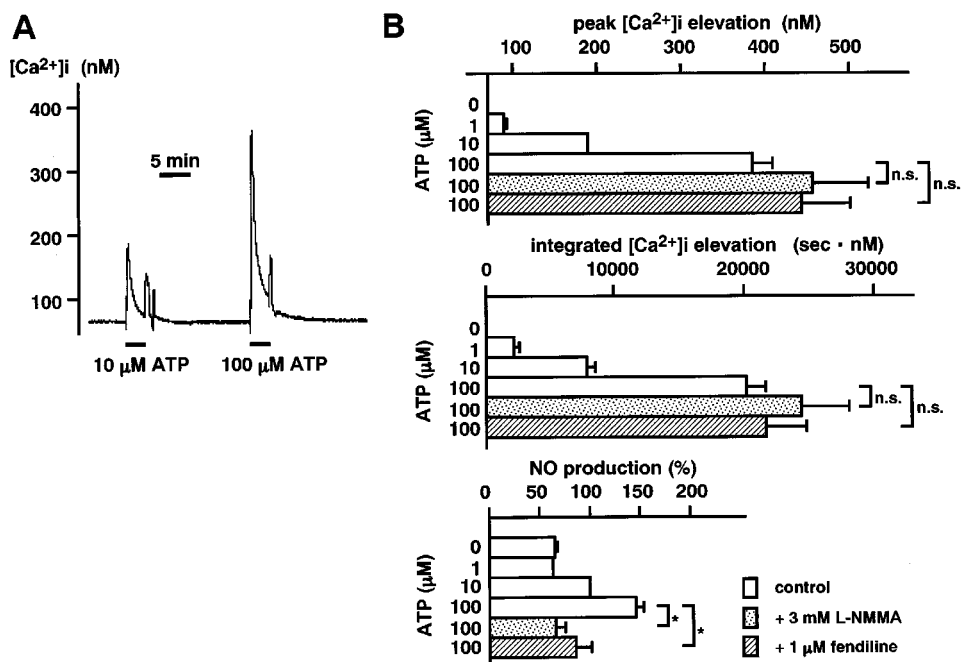 A
[Ca2+]i (nM)
400
300
200
100
5 min
10 µM ATP
100 µM ATP
B
peak [Ca2+]i elevation (nM)
100 200 300 400 500
ATP (µM)
0
1
10
100
100
100
n.s.
n.s.
integrated [Ca2+]i elevation (sec · nM)
0 10000 20000 30000
ATP (µM)
0
1
10
100
100
100
n.s.
n.s.
NO production (%)
0 50 100 150 200
ATP (µM)
0
1
10
100
100
100
*
*
control
+ 3 mM L-NMMA
+ 1 µM fendiline